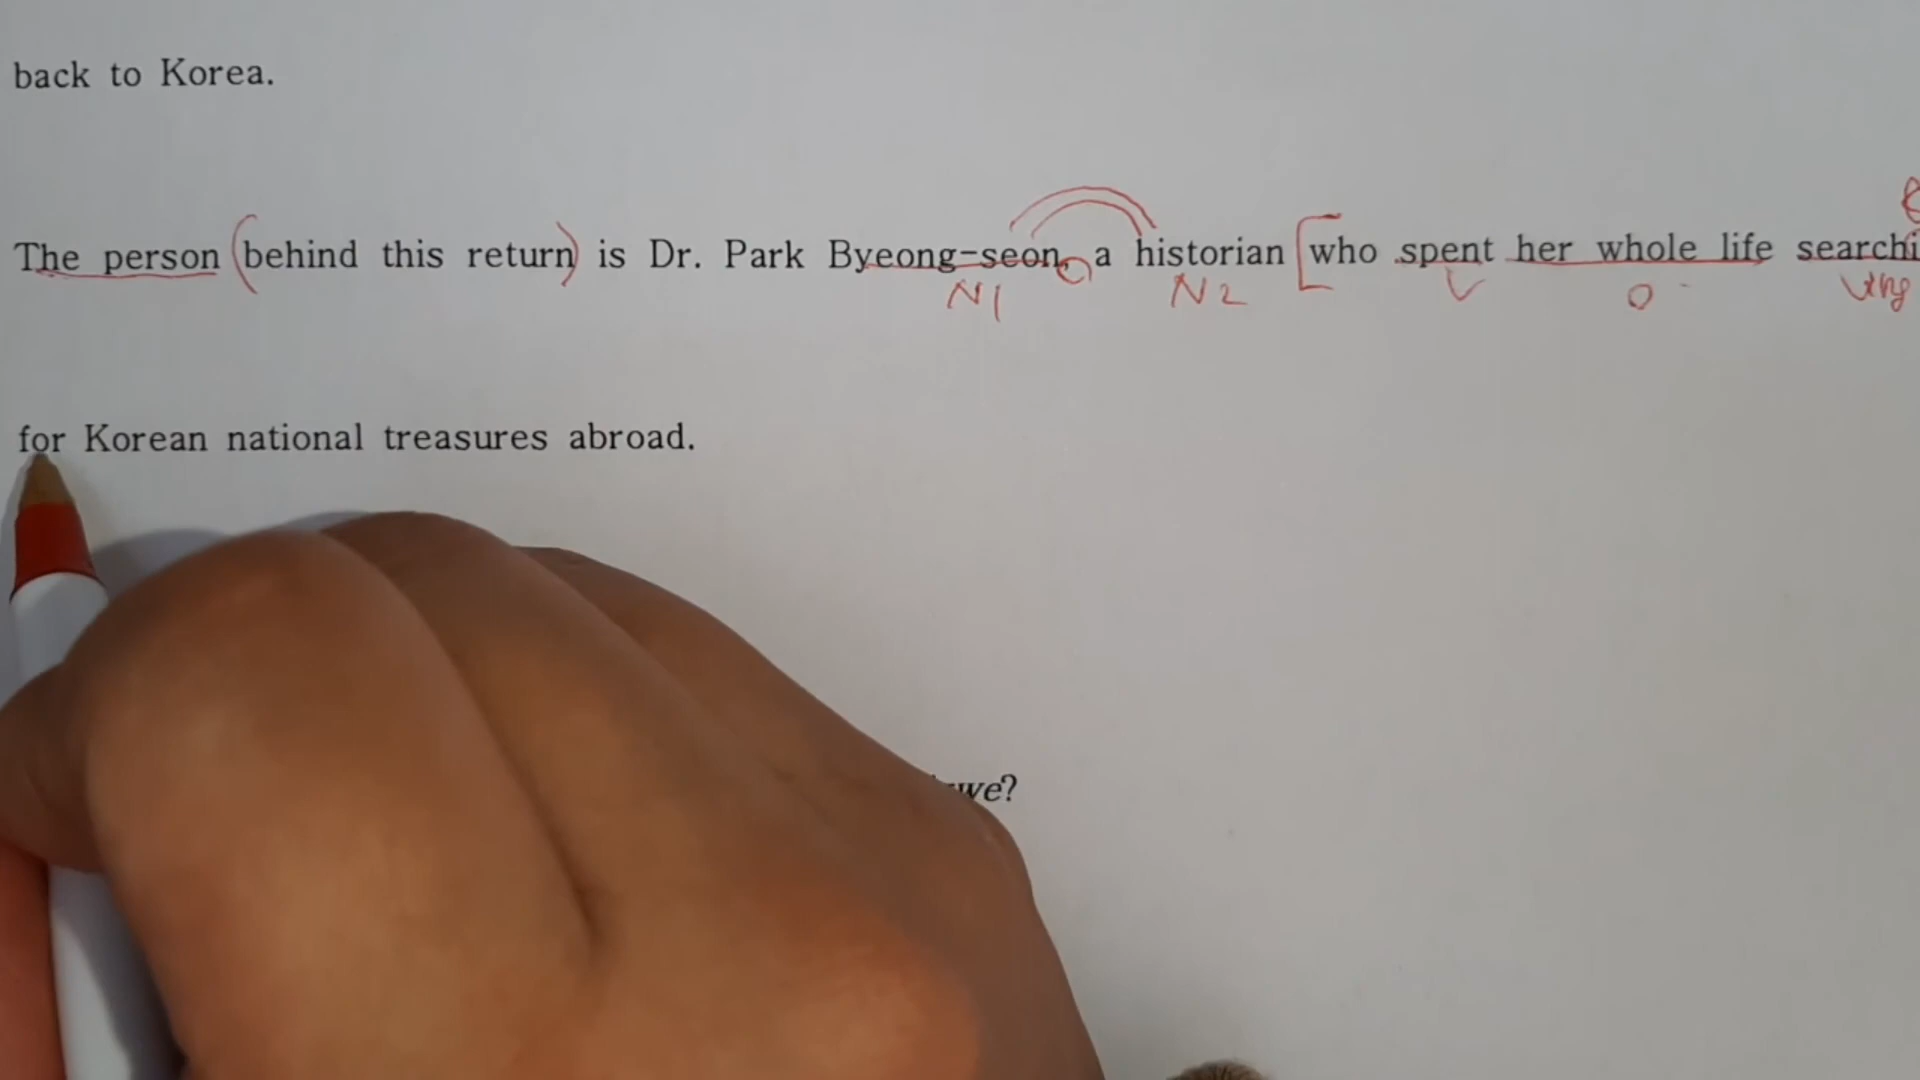 back to Korea.
The person (behind this return) is Dr. Park Byeong-seon, a historian [who spent her whole life searchi
N1 N2 V O Ving
for Korean national treasures abroad.
we?